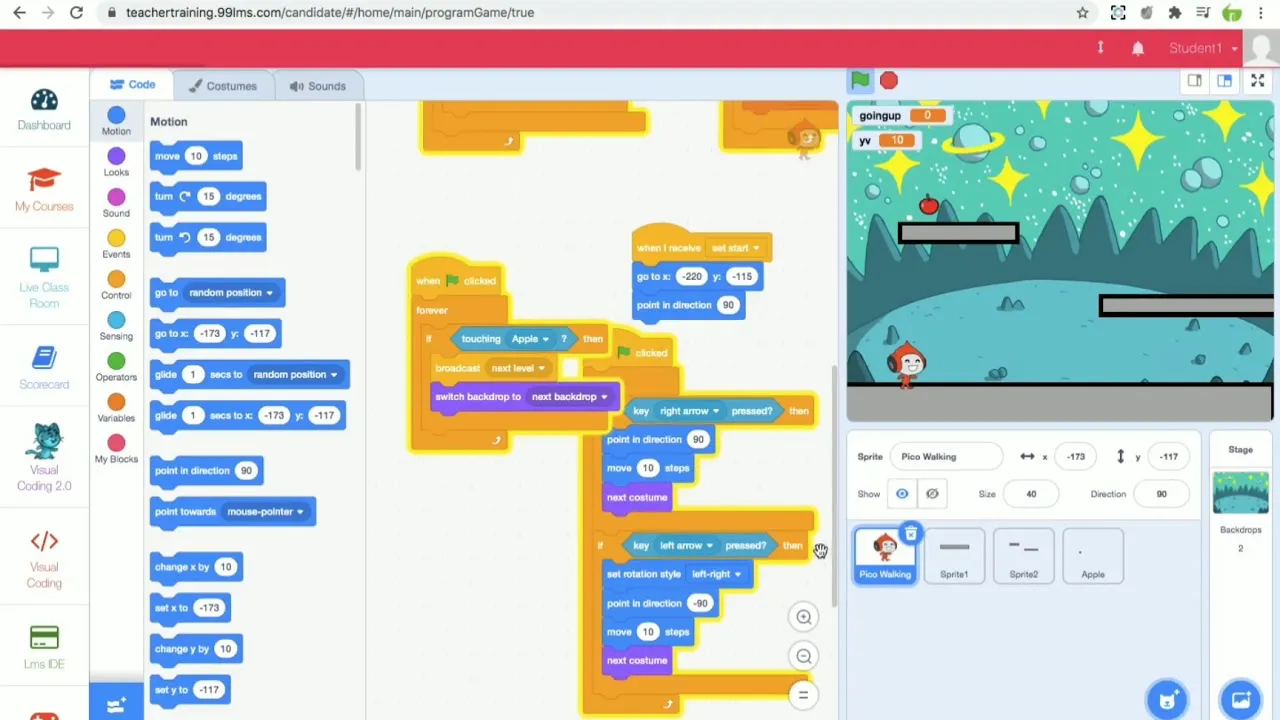 teachertraining.99lms.com/candidate/#/home/main/programGame/true
Student1
Dashboard
My Courses
Live Class
Room
Scorecard
Visual
Coding 2.0
Visual
Coding
Lms IDE
Code
Costumes
Sounds
Motion
Looks
Sound
Events
Control
Sensing
Operators
Variables
My Blocks
Motion
move 10 steps
turn 15 degrees
turn 15 degrees
go to random position
go to x: -173 y: -117
glide 1 secs to random position
glide 1 secs to x: -173 y: -117
point in direction 90
point towards mouse-pointer
change x by 10
set x to -173
change y by 10
set y to -117
when I receive set start
go to x: -220 y: -115
point in direction 90
when clicked
forever
if touching Apple ? then
broadcast next level
switch backdrop to next backdrop
clicked
key right arrow pressed? then
point in direction 90
move 10 steps
next costume
if key left arrow pressed? then
set rotation style left-right
point in direction -90
move 10 steps
next costume
goingup 0
yv 10
Sprite Pico Walking x -173 y -117
Show Size 40 Direction 90
Pico Walking
Sprite1
Sprite2
Apple
Stage
Backdrops
2